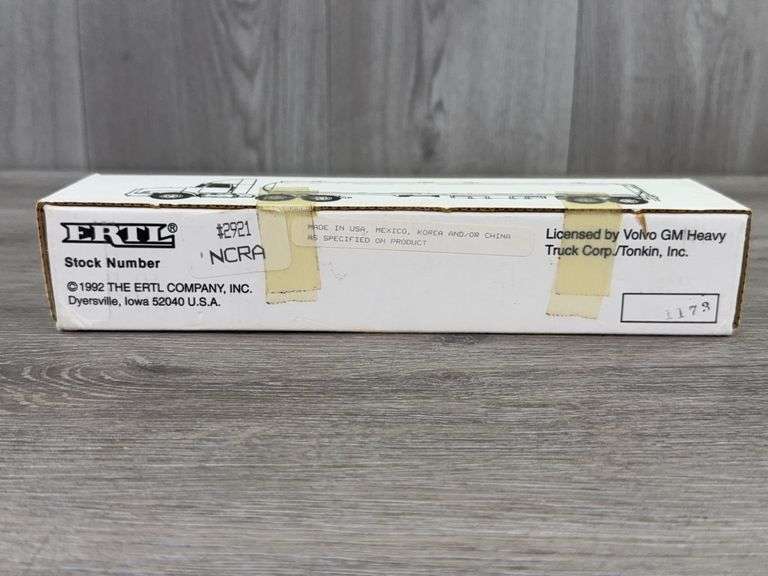 ERTL®
Stock Number
#2921
NCRA
MADE IN USA, MEXICO, KOREA AND/OR CHINA
AS SPECIFIED ON PRODUCT
Licensed by Volvo GM Heavy
Truck Corp./Tonkin, Inc.
©1992 THE ERTL COMPANY, INC.
Dyersville, Iowa 52040 U.S.A.
1173